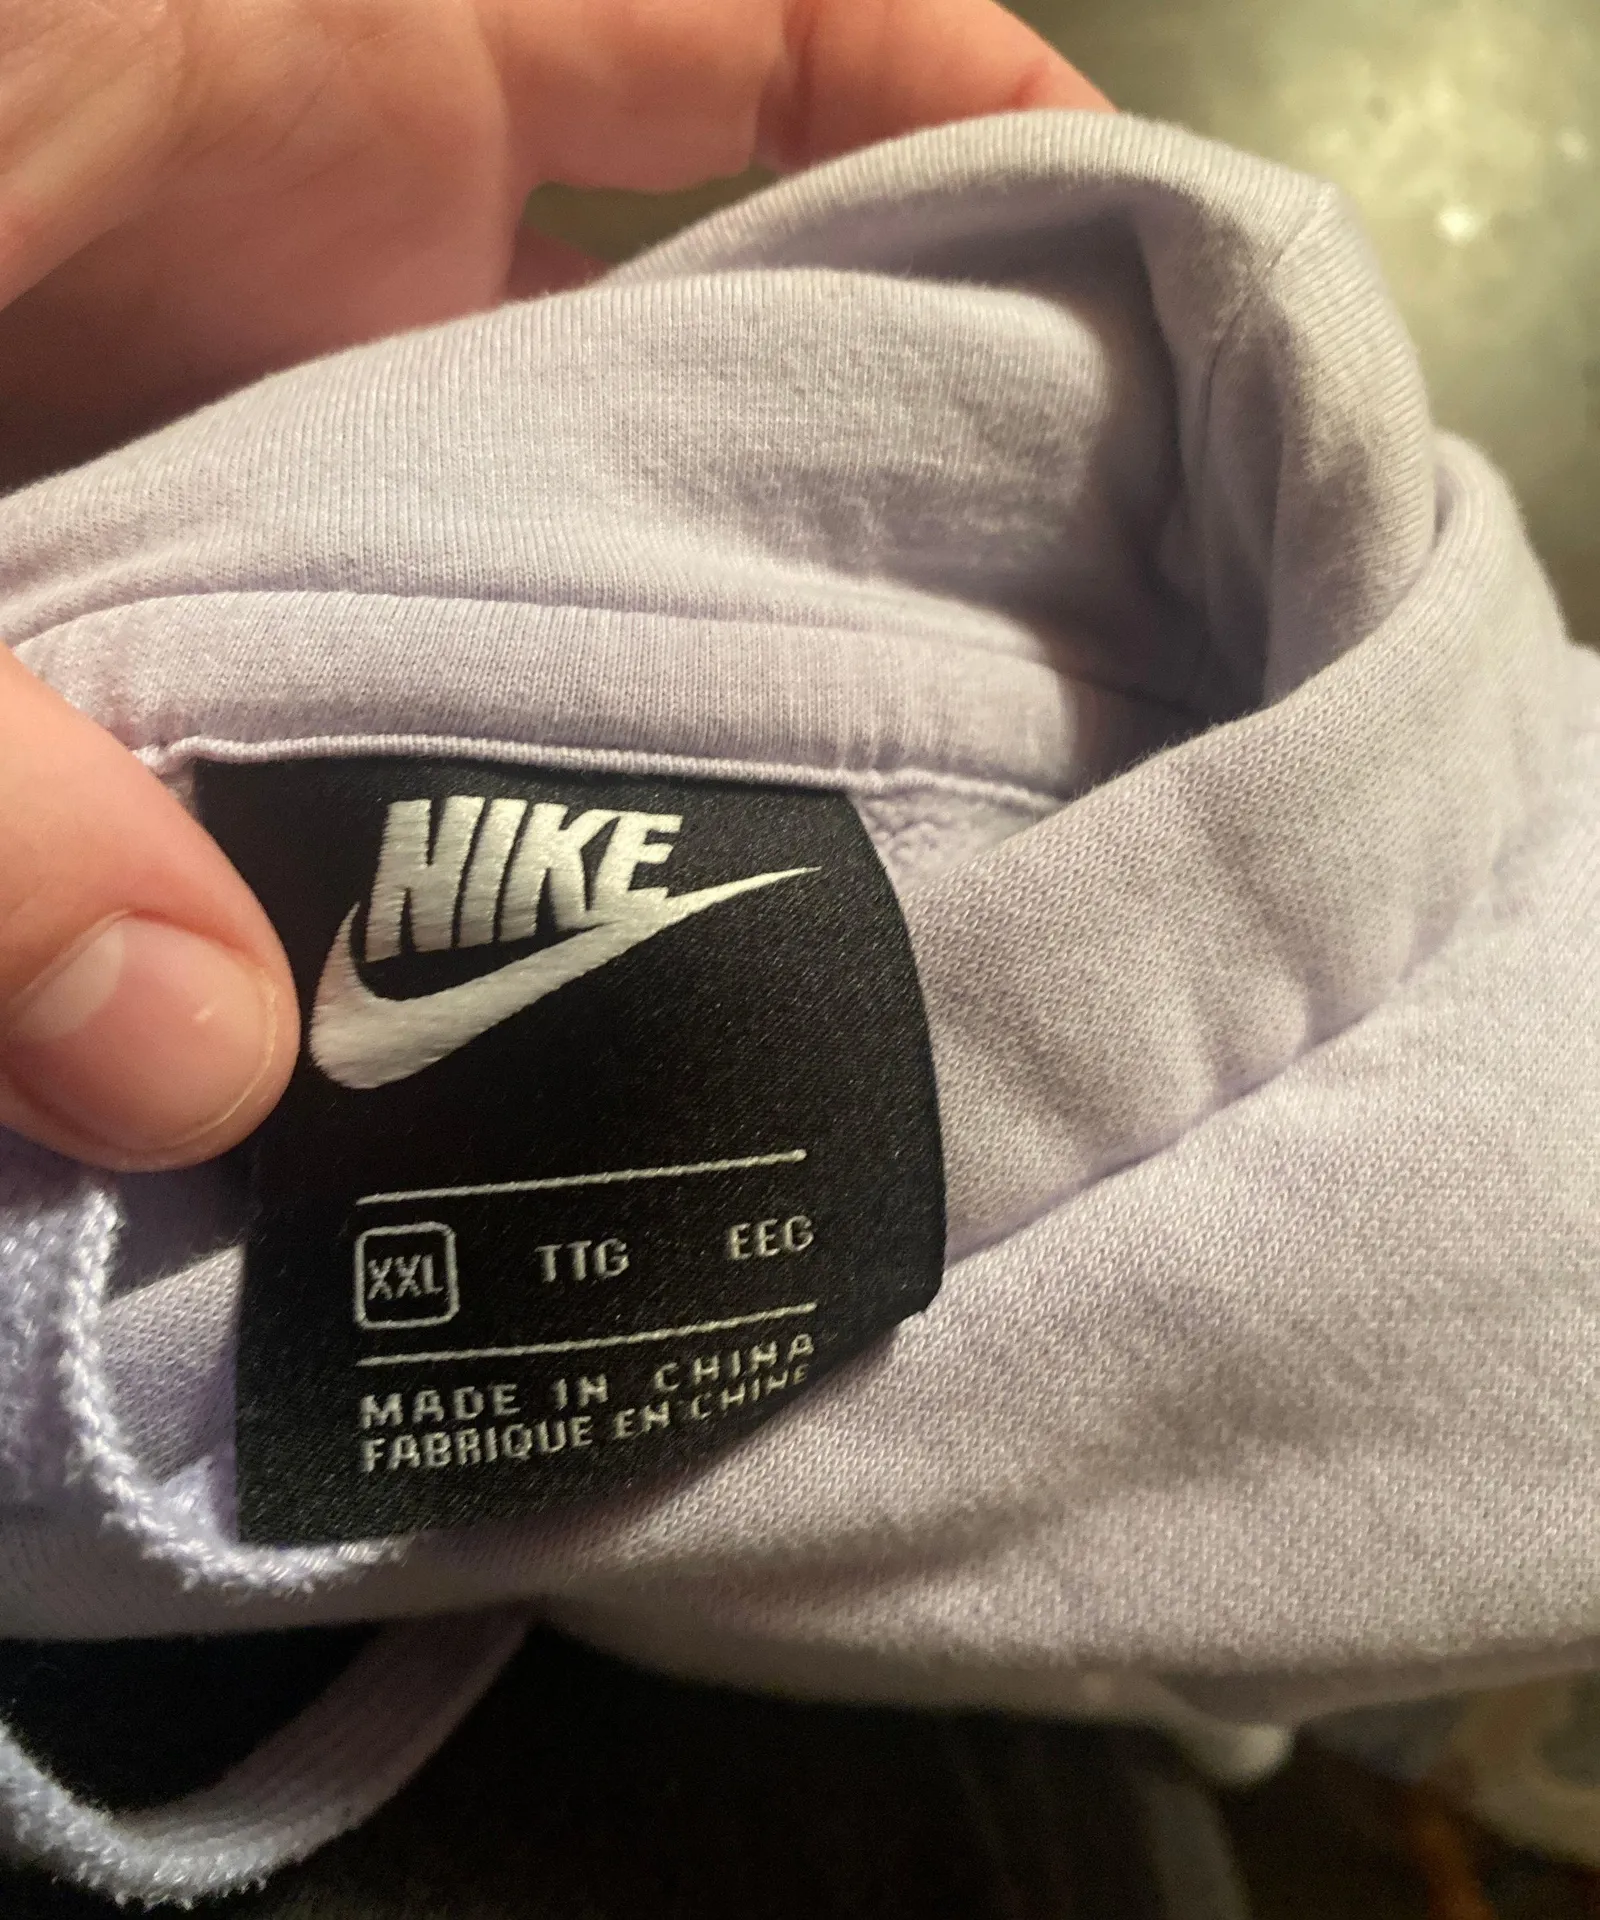 NIKE
XXL TTG EEG
MADE IN CHINA
FABRIQUE EN CHINE